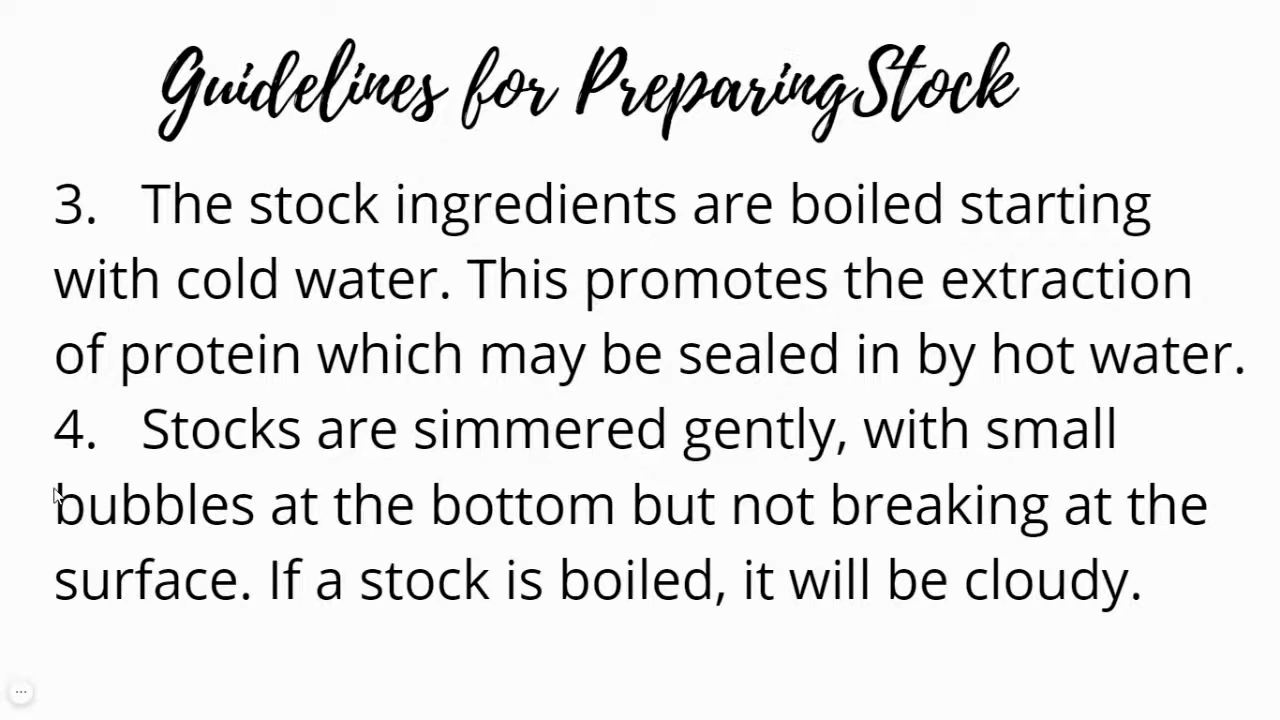 Guidelines for PreparingStock
3. The stock ingredients are boiled starting
with cold water. This promotes the extraction
of protein which may be sealed in by hot water.
4. Stocks are simmered gently, with small
bubbles at the bottom but not breaking at the
surface. If a stock is boiled, it will be cloudy.